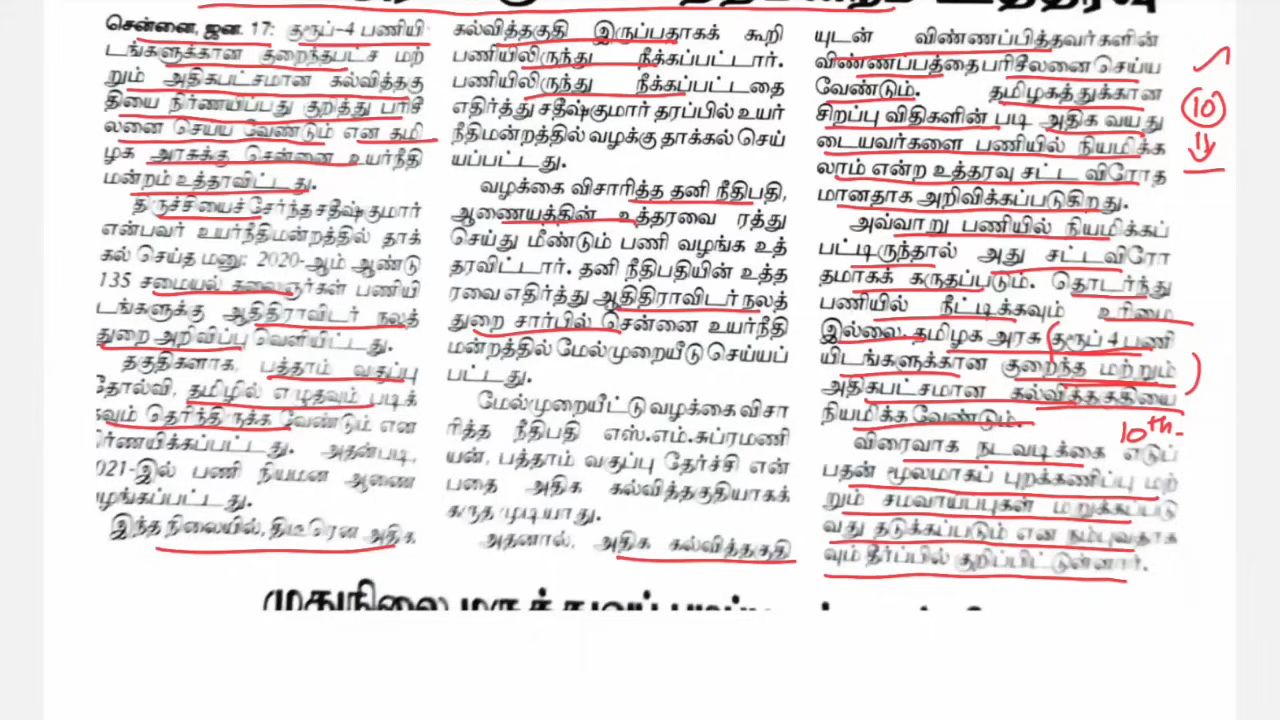 உத்தரவு
சென்னை, ஜன. 17: குரூப்-4 பணியி
டங்களுக்கான குறைந்தபட்ச மற்
றும் அதிகபட்சமான கல்வித்தகு
தியை நிர்ணயிப்பது குறித்து பரிசீ
லனை செய்ய வேண்டும் என தமி
ழக அரசுக்கு சென்னை உயர்நீதி
மன்றம் உத்தரவிட்டது.
திருச்சியைச் சேர்ந்த சதீஷ்குமார்
என்பவர் உயர்நீதிமன்றத்தில் தாக்
கல் செய்த மனு: 2020-ஆம் ஆண்டு
135 சமையல் கலைஞர்கள் பணியி
டங்களுக்கு ஆதிதிராவிடர் நலத்
துறை அறிவிப்பு வெளியிட்டது.
தகுதிகளாக, பத்தாம் வகுப்பு
தோல்வி, தமிழில் எழுதவும் படிக்
கவும் தெரிந்திருக்க வேண்டும் என
நிர்ணயிக்கப்பட்டது. அதன்படி,
2021-இல் பணி நியமன ஆணை
வழங்கப்பட்டது.
இந்த நிலையில், திடீரென அதிக
கல்வித்தகுதி இருப்பதாகக் கூறி
பணியிலிருந்து நீக்கப்பட்டார்.
பணியிலிருந்து நீக்கப்பட்டதை
எதிர்த்து சதீஷ்குமார் தரப்பில் உயர்
நீதிமன்றத்தில் வழக்கு தாக்கல் செய்
யப்பட்டது.
வழக்கை விசாரித்த தனி நீதிபதி,
ஆணையத்தின் உத்தரவை ரத்து
செய்து மீண்டும் பணி வழங்க உத்
தரவிட்டார். தனி நீதிபதியின் உத்த
ரவை எதிர்த்து ஆதிதிராவிடர் நலத்
துறை சார்பில் சென்னை உயர்நீதி
மன்றத்தில் மேல்முறையீடு செய்யப்
பட்டது.
மேல்முறையீட்டு வழக்கை விசா
ரித்த நீதிபதி எஸ்.எம்.சுப்ரமணி
யன், பத்தாம் வகுப்பு தேர்ச்சி என்
பதை அதிக கல்வித்தகுதியாகக்
கருத முடியாது.
அதனால், அதிக கல்வித்தகுதி
யுடன் விண்ணப்பித்தவர்களின்
விண்ணப்பத்தை பரிசீலனை செய்ய
வேண்டும். தமிழகத்துக்கான
சிறப்பு விதிகளின் படி அதிக வயது
டையவர்களை பணியில் நியமிக்க
லாம் என்ற உத்தரவு சட்ட விரோத
மானதாக அறிவிக்கப்படுகிறது.
அவ்வாறு பணியில் நியமிக்கப்
பட்டிருந்தால் அது சட்டவிரோ
தமாகக் கருதப்படும். தொடர்ந்து
பணியில் நீட்டிக்கவும் உரிமை
இல்லை. தமிழக அரசு குரூப் 4 பணி
யிடங்களுக்கான குறைந்த மற்றும்
அதிகபட்சமான கல்வித்தகுதியை
நியமிக்க வேண்டும்.
விரைவாக நடவடிக்கை எடுப்
பதன் மூலமாகப் புறக்கணிப்பு மற்
றும் சமவாய்ப்புகள் மறுக்கப்படு
வது தடுக்கப்படும் என நம்புவதாக
வும் தீர்ப்பில் குறிப்பிட்டுள்ளார்.
10
10th-